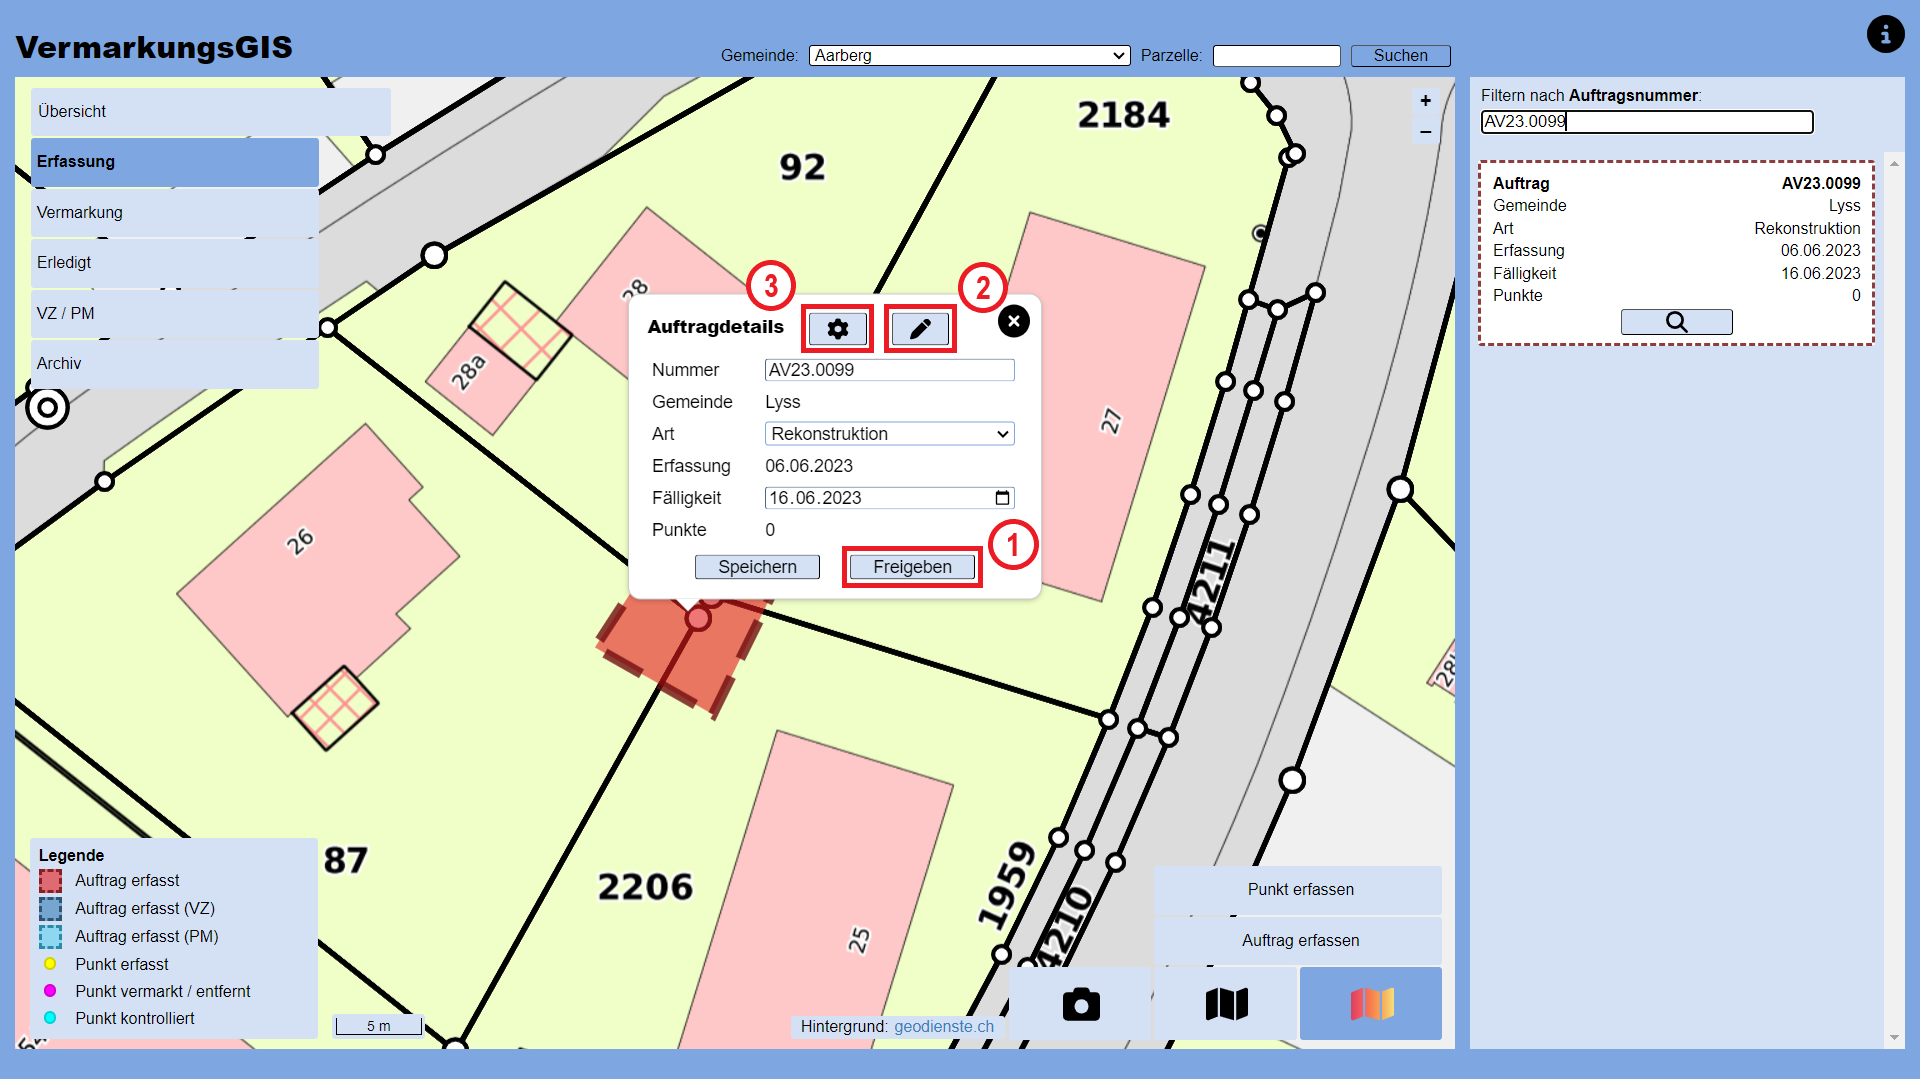 VermarkungsGIS
Gemeinde: Aarberg Parzelle: Suchen
Übersicht
Erfassung
Vermarkung
Erledigt
VZ / PM
Archiv
92
2184
+
−
28
28a
27
26
4211
87
2206
25
1959
4210
3
2
1
Auftragdetails
Nummer AV23.0099
Gemeinde Lyss
Art Rekonstruktion
Erfassung 06.06.2023
Fälligkeit 16.06.2023
Punkte 0
Speichern Freigeben
Legende
Auftrag erfasst
Auftrag erfasst (VZ)
Auftrag erfasst (PM)
Punkt erfasst
Punkt vermarkt / entfernt
Punkt kontrolliert
5 m
Hintergrund: geodienste.ch
Punkt erfassen
Auftrag erfassen
Filtern nach Auftragsnummer:
AV23.0099
Auftrag AV23.0099
Gemeinde Lyss
Art Rekonstruktion
Erfassung 06.06.2023
Fälligkeit 16.06.2023
Punkte 0